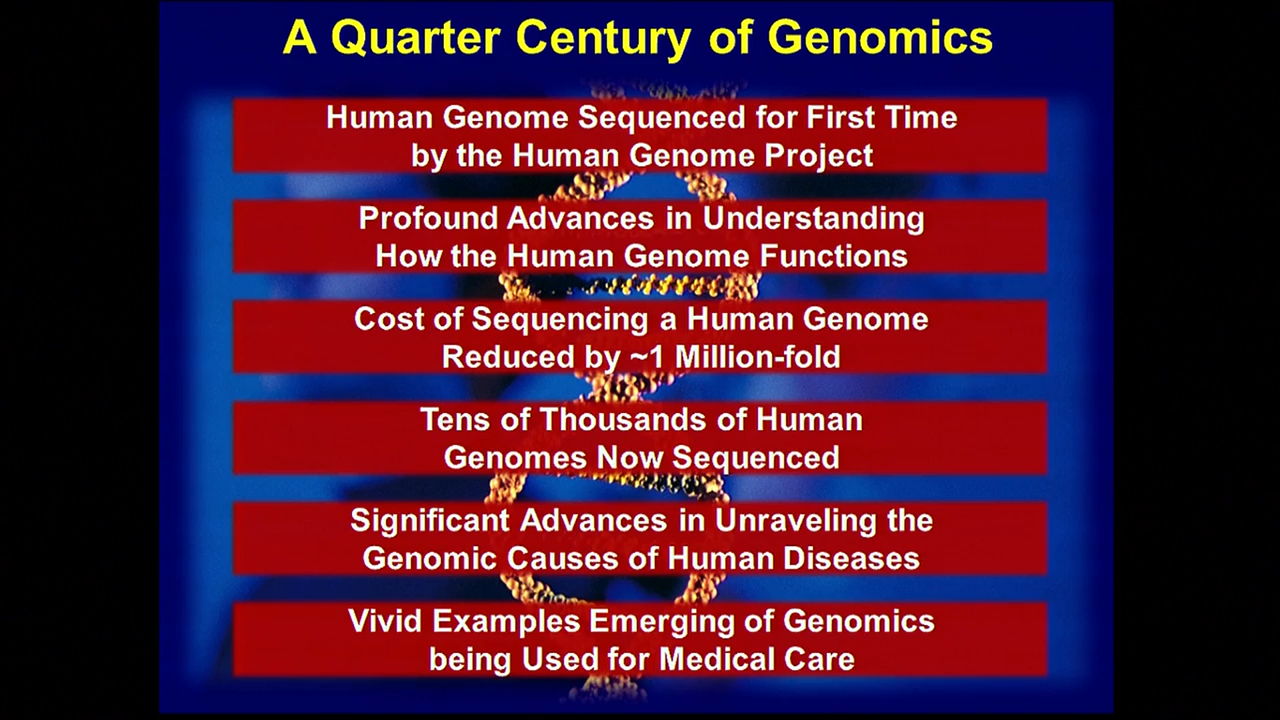 A Quarter Century of Genomics
Human Genome Sequenced for First Time
by the Human Genome Project
Profound Advances in Understanding
How the Human Genome Functions
Cost of Sequencing a Human Genome
Reduced by ~1 Million-fold
Tens of Thousands of Human
Genomes Now Sequenced
Significant Advances in Unraveling the
Genomic Causes of Human Diseases
Vivid Examples Emerging of Genomics
being Used for Medical Care